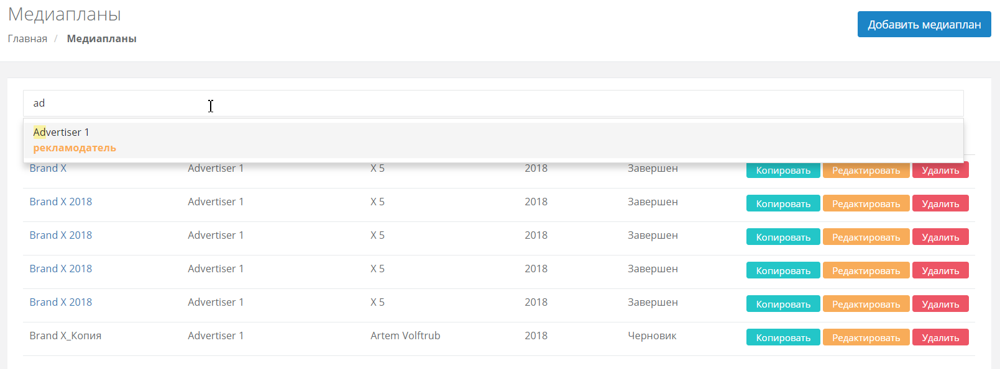 Медиапланы
Добавить медиаплан
Главная / Медиапланы
ad
Advertiser 1
рекламодатель
Brand X Advertiser 1 X 5 2018 Завершен Копировать Редактировать Удалить
Brand X 2018 Advertiser 1 X 5 2018 Завершен Копировать Редактировать Удалить
Brand X 2018 Advertiser 1 X 5 2018 Завершен Копировать Редактировать Удалить
Brand X 2018 Advertiser 1 X 5 2018 Завершен Копировать Редактировать Удалить
Brand X 2018 Advertiser 1 X 5 2018 Завершен Копировать Редактировать Удалить
Brand X_Копия Advertiser 1 Artem Volftrub 2018 Черновик Копировать Редактировать Удалить